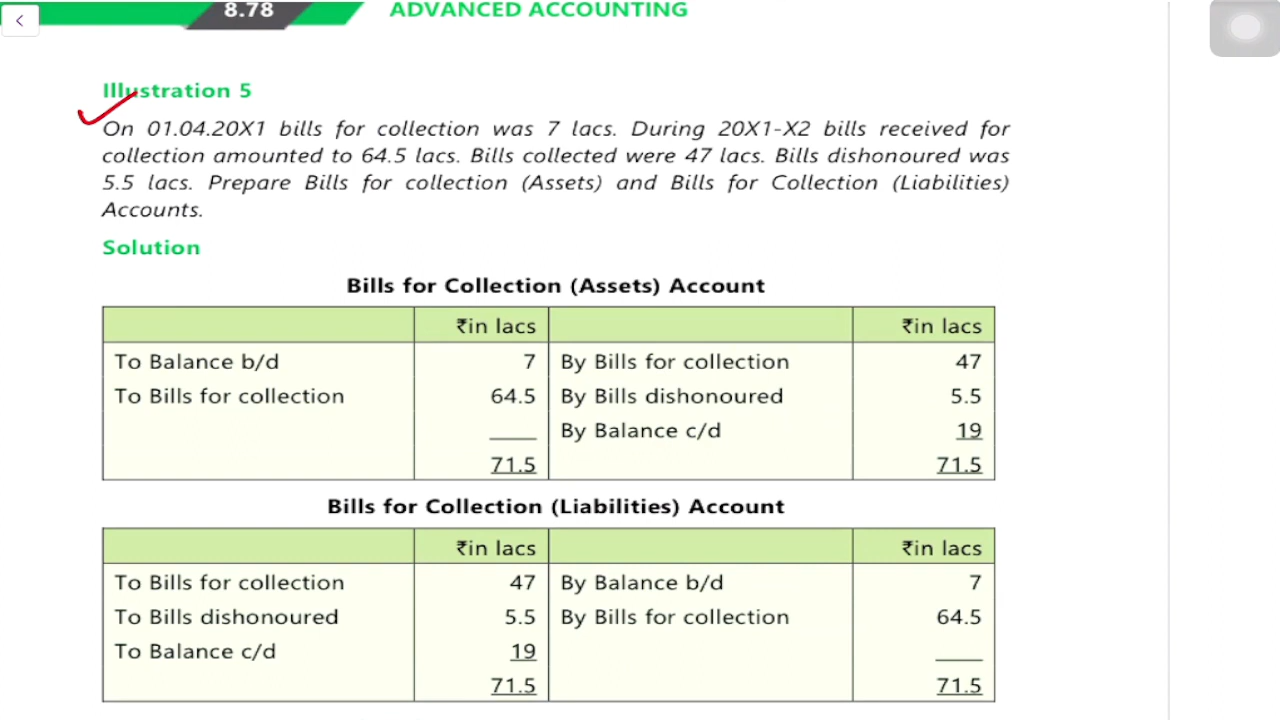 8.78 ADVANCED ACCOUNTING
Illustration 5
On 01.04.20X1 bills for collection was 7 lacs. During 20X1-X2 bills received for
collection amounted to 64.5 lacs. Bills collected were 47 lacs. Bills dishonoured was
5.5 lacs. Prepare Bills for collection (Assets) and Bills for Collection (Liabilities)
Accounts.
Solution
Bills for Collection (Assets) Account
₹in lacs ₹in lacs
To Balance b/d 7 By Bills for collection 47
To Bills for collection 64.5 By Bills dishonoured 5.5
By Balance c/d 19
71.5 71.5
Bills for Collection (Liabilities) Account
₹in lacs ₹in lacs
To Bills for collection 47 By Balance b/d 7
To Bills dishonoured 5.5 By Bills for collection 64.5
To Balance c/d 19
71.5 71.5